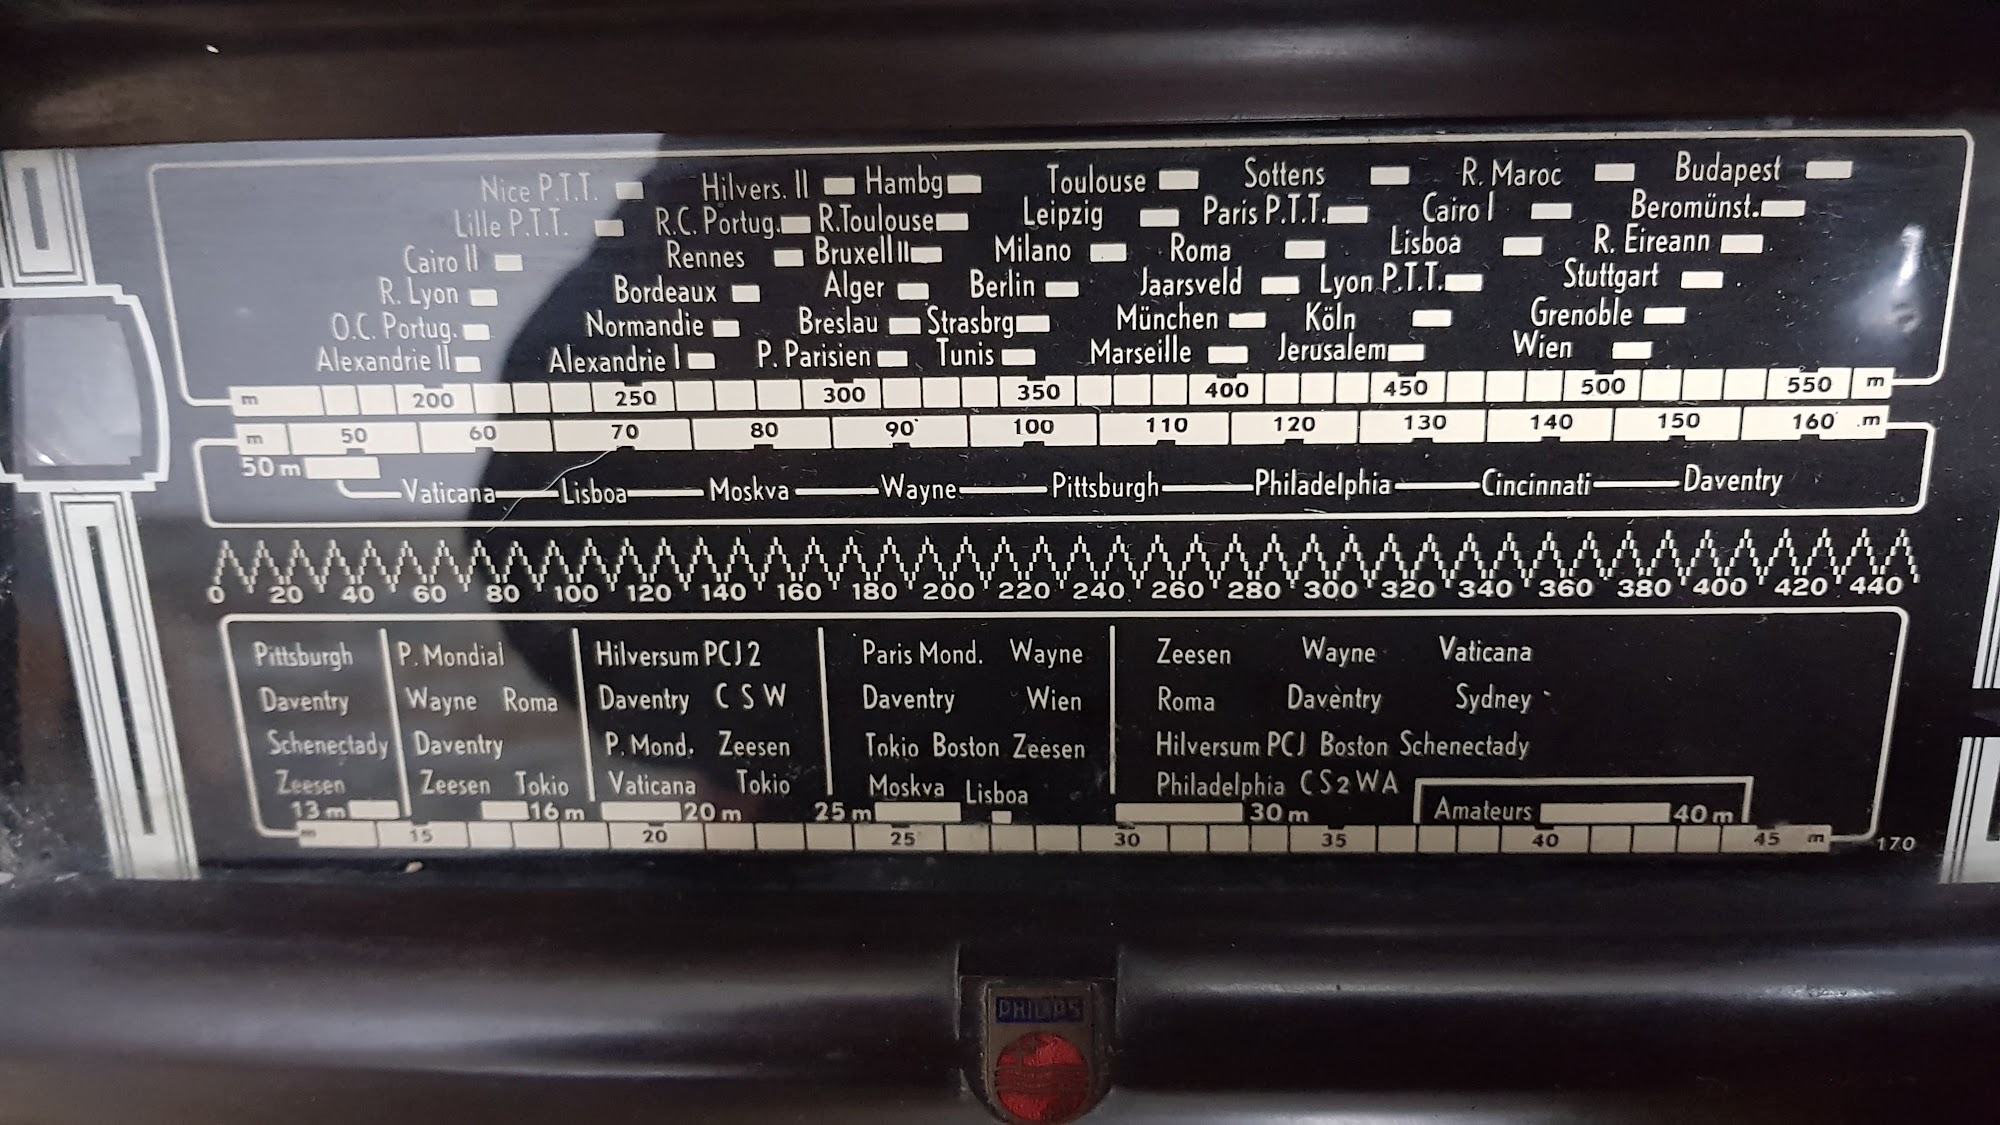 Nice P.T.T. Hilvers. II Hambg Toulouse Sottens R. Maroc Budapest
Lille P.T.T. R.C. Portug. R.Toulouse Leipzig Paris P.T.T. Cairo I Beromünst.
Cairo II Rennes Bruxell II Milano Roma Lisboa R. Eireann
R. Lyon Bordeaux Alger Berlin Jaarsveld Lyon P.T.T. Stuttgart
O.C. Portug. Normandie Breslau Strasbrg München Köln Grenoble
Alexandrie II Alexandrie I P. Parisien Tunis Marseille Jerusalem Wien
m 200 250 300 350 400 450 500 550 m
m 50 60 70 80 90 100 110 120 130 140 150 160 m
50 m
Vaticana Lisboa Moskva Wayne Pittsburgh Philadelphia Cincinnati Daventry
0 20 40 60 80 100 120 140 160 180 200 220 240 260 280 300 320 340 360 380 400 420 440
Pittsburgh P. Mondial Hilversum PCJ2 Paris Mond. Wayne Zeesen Wayne Vaticana
Daventry Wayne Roma Daventry C S W Daventry Wien Roma Daventry Sydney
Schenectady Daventry P. Mond. Zeesen Tokio Boston Zeesen Hilversum PCJ Boston Schenectady
Zeesen Zeesen Tokio Vaticana Tokio Moskva Lisboa Philadelphia C S 2 W A
13 m 16 m 20 m 25 m 30 m Amateurs 40 m
m 15 20 25 30 35 40 45 m 170
PHILIPS